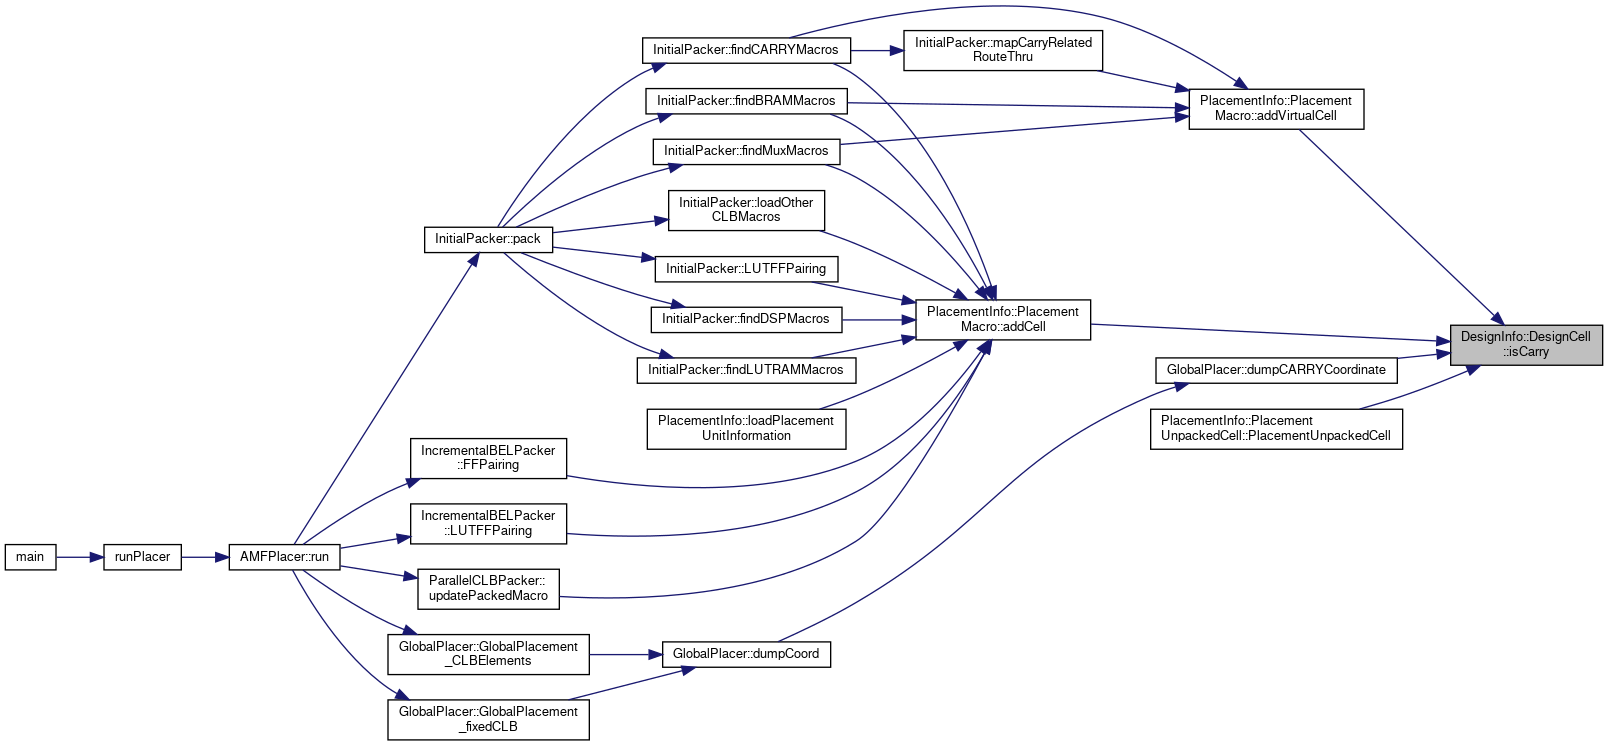 InitialPacker::findCARRYMacros
InitialPacker::mapCarryRelated
RouteThru
InitialPacker::findBRAMMacros
PlacementInfo::Placement
Macro::addVirtualCell
InitialPacker::findMuxMacros
InitialPacker::loadOther
CLBMacros
InitialPacker::pack
InitialPacker::LUTFFPairing
InitialPacker::findDSPMacros
PlacementInfo::Placement
Macro::addCell
DesignInfo::DesignCell
::isCarry
InitialPacker::findLUTRAMMacros
GlobalPlacer::dumpCARRYCoordinate
PlacementInfo::loadPlacement
UnitInformation
PlacementInfo::Placement
UnpackedCell::PlacementUnpackedCell
IncrementalBELPacker
::FFPairing
IncrementalBELPacker
::LUTFFPairing
main
runPlacer
AMFPlacer::run
ParallelCLBPacker::
updatePackedMacro
GlobalPlacer::GlobalPlacement
_CLBElements
GlobalPlacer::dumpCoord
GlobalPlacer::GlobalPlacement
_fixedCLB